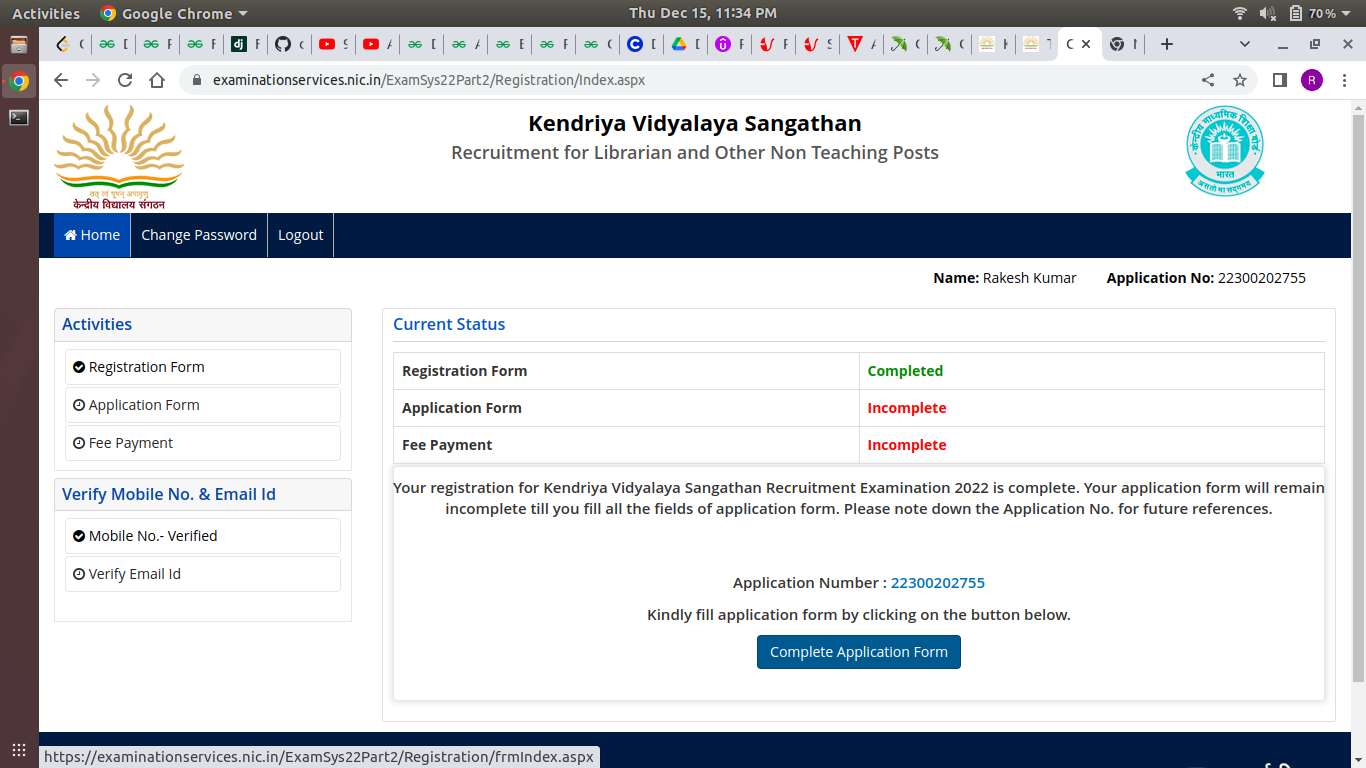 Activities
Google Chrome
Thu Dec 15, 11:34 PM
70%
examinationservices.nic.in/ExamSys22Part2/Registration/Index.aspx
R
Kendriya Vidyalaya Sangathan
Recruitment for Librarian and Other Non Teaching Posts
तत् त्वं पूषन् अपावृणु
केन्द्रीय विद्यालय संगठन
केन्द्रीय माध्यमिक शिक्षा बोर्ड
भारत
असतो मा सद्गमय
Home
Change Password
Logout
Name: Rakesh Kumar
Application No: 22300202755
Activities
Registration Form
Application Form
Fee Payment
Verify Mobile No. & Email Id
Mobile No.- Verified
Verify Email Id
Current Status
Registration Form Completed
Application Form Incomplete
Fee Payment Incomplete
Your registration for Kendriya Vidyalaya Sangathan Recruitment Examination 2022 is complete. Your application form will remain
incomplete till you fill all the fields of application form. Please note down the Application No. for future references.
Application Number : 22300202755
Kindly fill application form by clicking on the button below.
Complete Application Form
https://examinationservices.nic.in/ExamSys22Part2/Registration/frmIndex.aspx